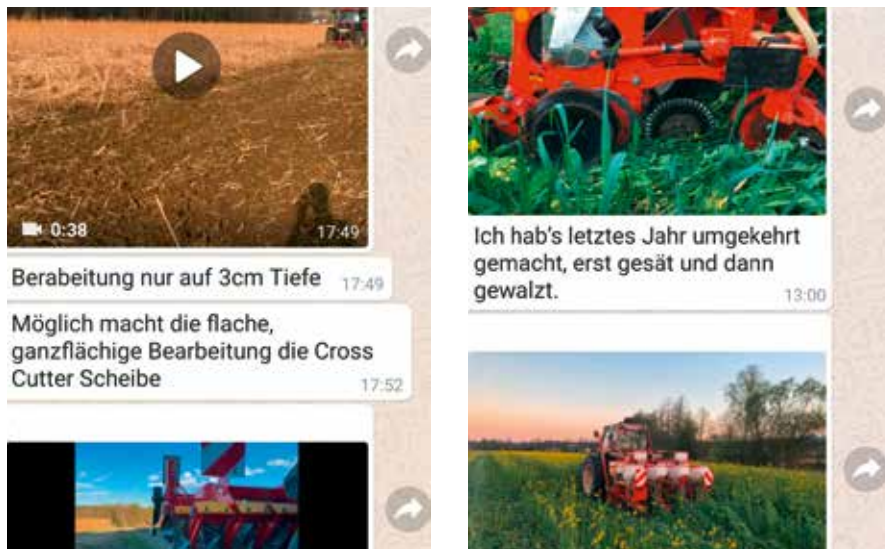 0:38
17:49
Berabeitung nur auf 3cm Tiefe 17:49
Möglich macht die flache,
ganzflächige Bearbeitung die Cross
Cutter Scheibe 17:52
Ich hab's letztes Jahr umgekehrt
gemacht, erst gesät und dann
gewalzt. 13:00